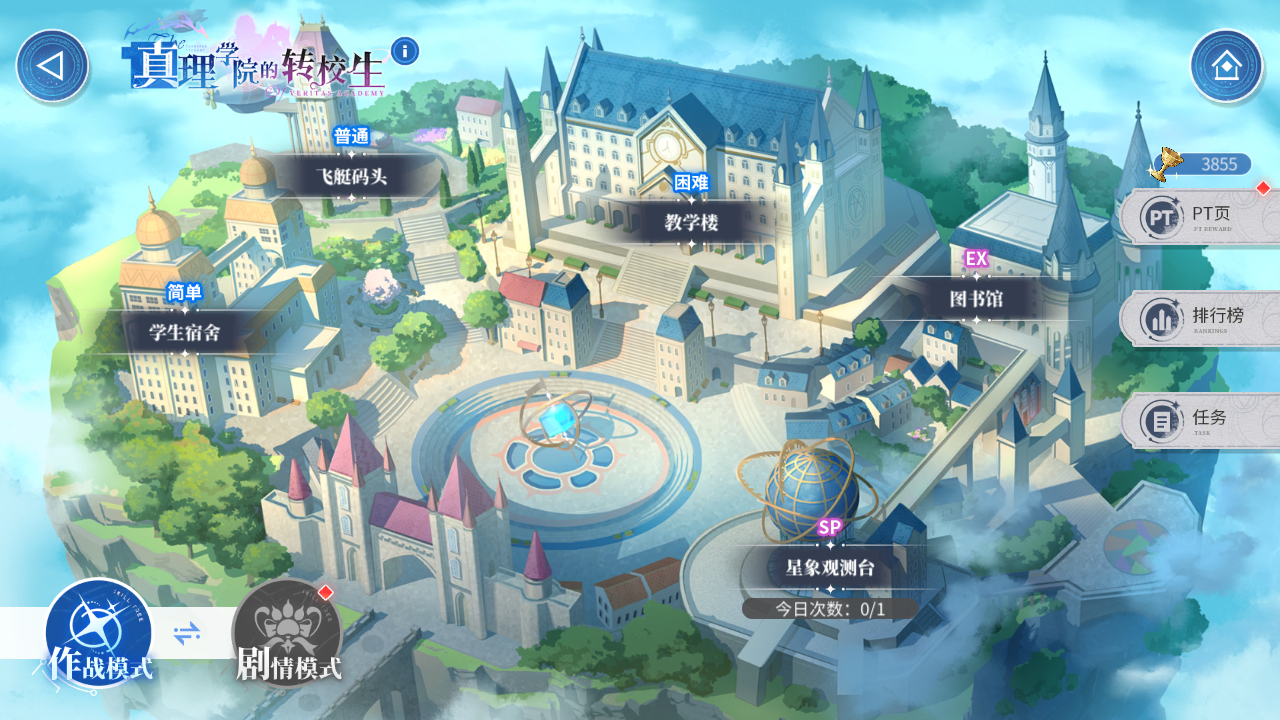 真理学院的转校生
VERITAS ACADEMY
普通
飞艇码头
困难
教学楼
3855
PT
PT页
PT REWARD
简单
学生宿舍
EX
图书馆
排行榜
RANKINGS
任务
TASK
SP
星象观测台
今日次数：0/1
作战模式
剧情模式